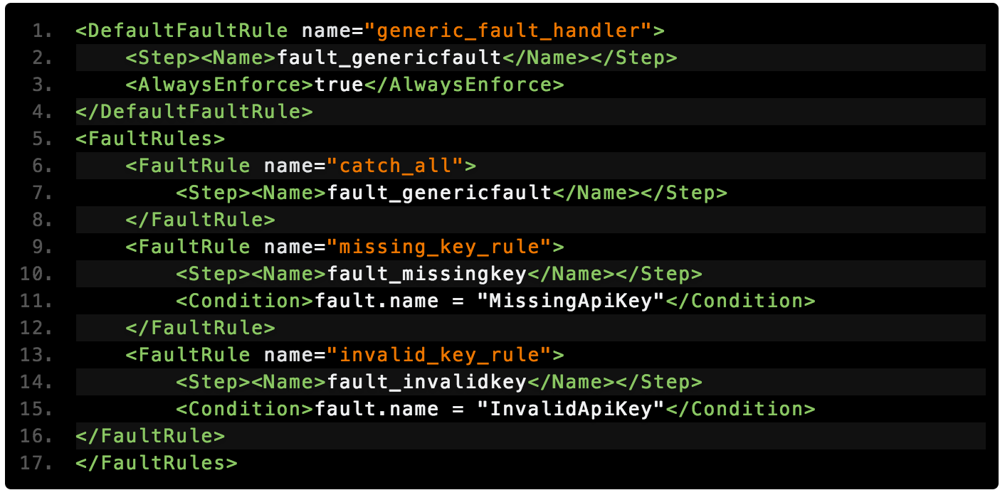 1. <DefaultFaultRule name="generic_fault_handler">
2.     <Step><Name>fault_genericfault</Name></Step>
3.     <AlwaysEnforce>true</AlwaysEnforce>
4. </DefaultFaultRule>
5. <FaultRules>
6.     <FaultRule name="catch_all">
7.         <Step><Name>fault_genericfault</Name></Step>
8.     </FaultRule>
9.     <FaultRule name="missing_key_rule">
10.         <Step><Name>fault_missingkey</Name></Step>
11.         <Condition>fault.name = "MissingApiKey"</Condition>
12.     </FaultRule>
13.     <FaultRule name="invalid_key_rule">
14.         <Step><Name>fault_invalidkey</Name></Step>
15.         <Condition>fault.name = "InvalidApiKey"</Condition>
16. </FaultRule>
17. </FaultRules>